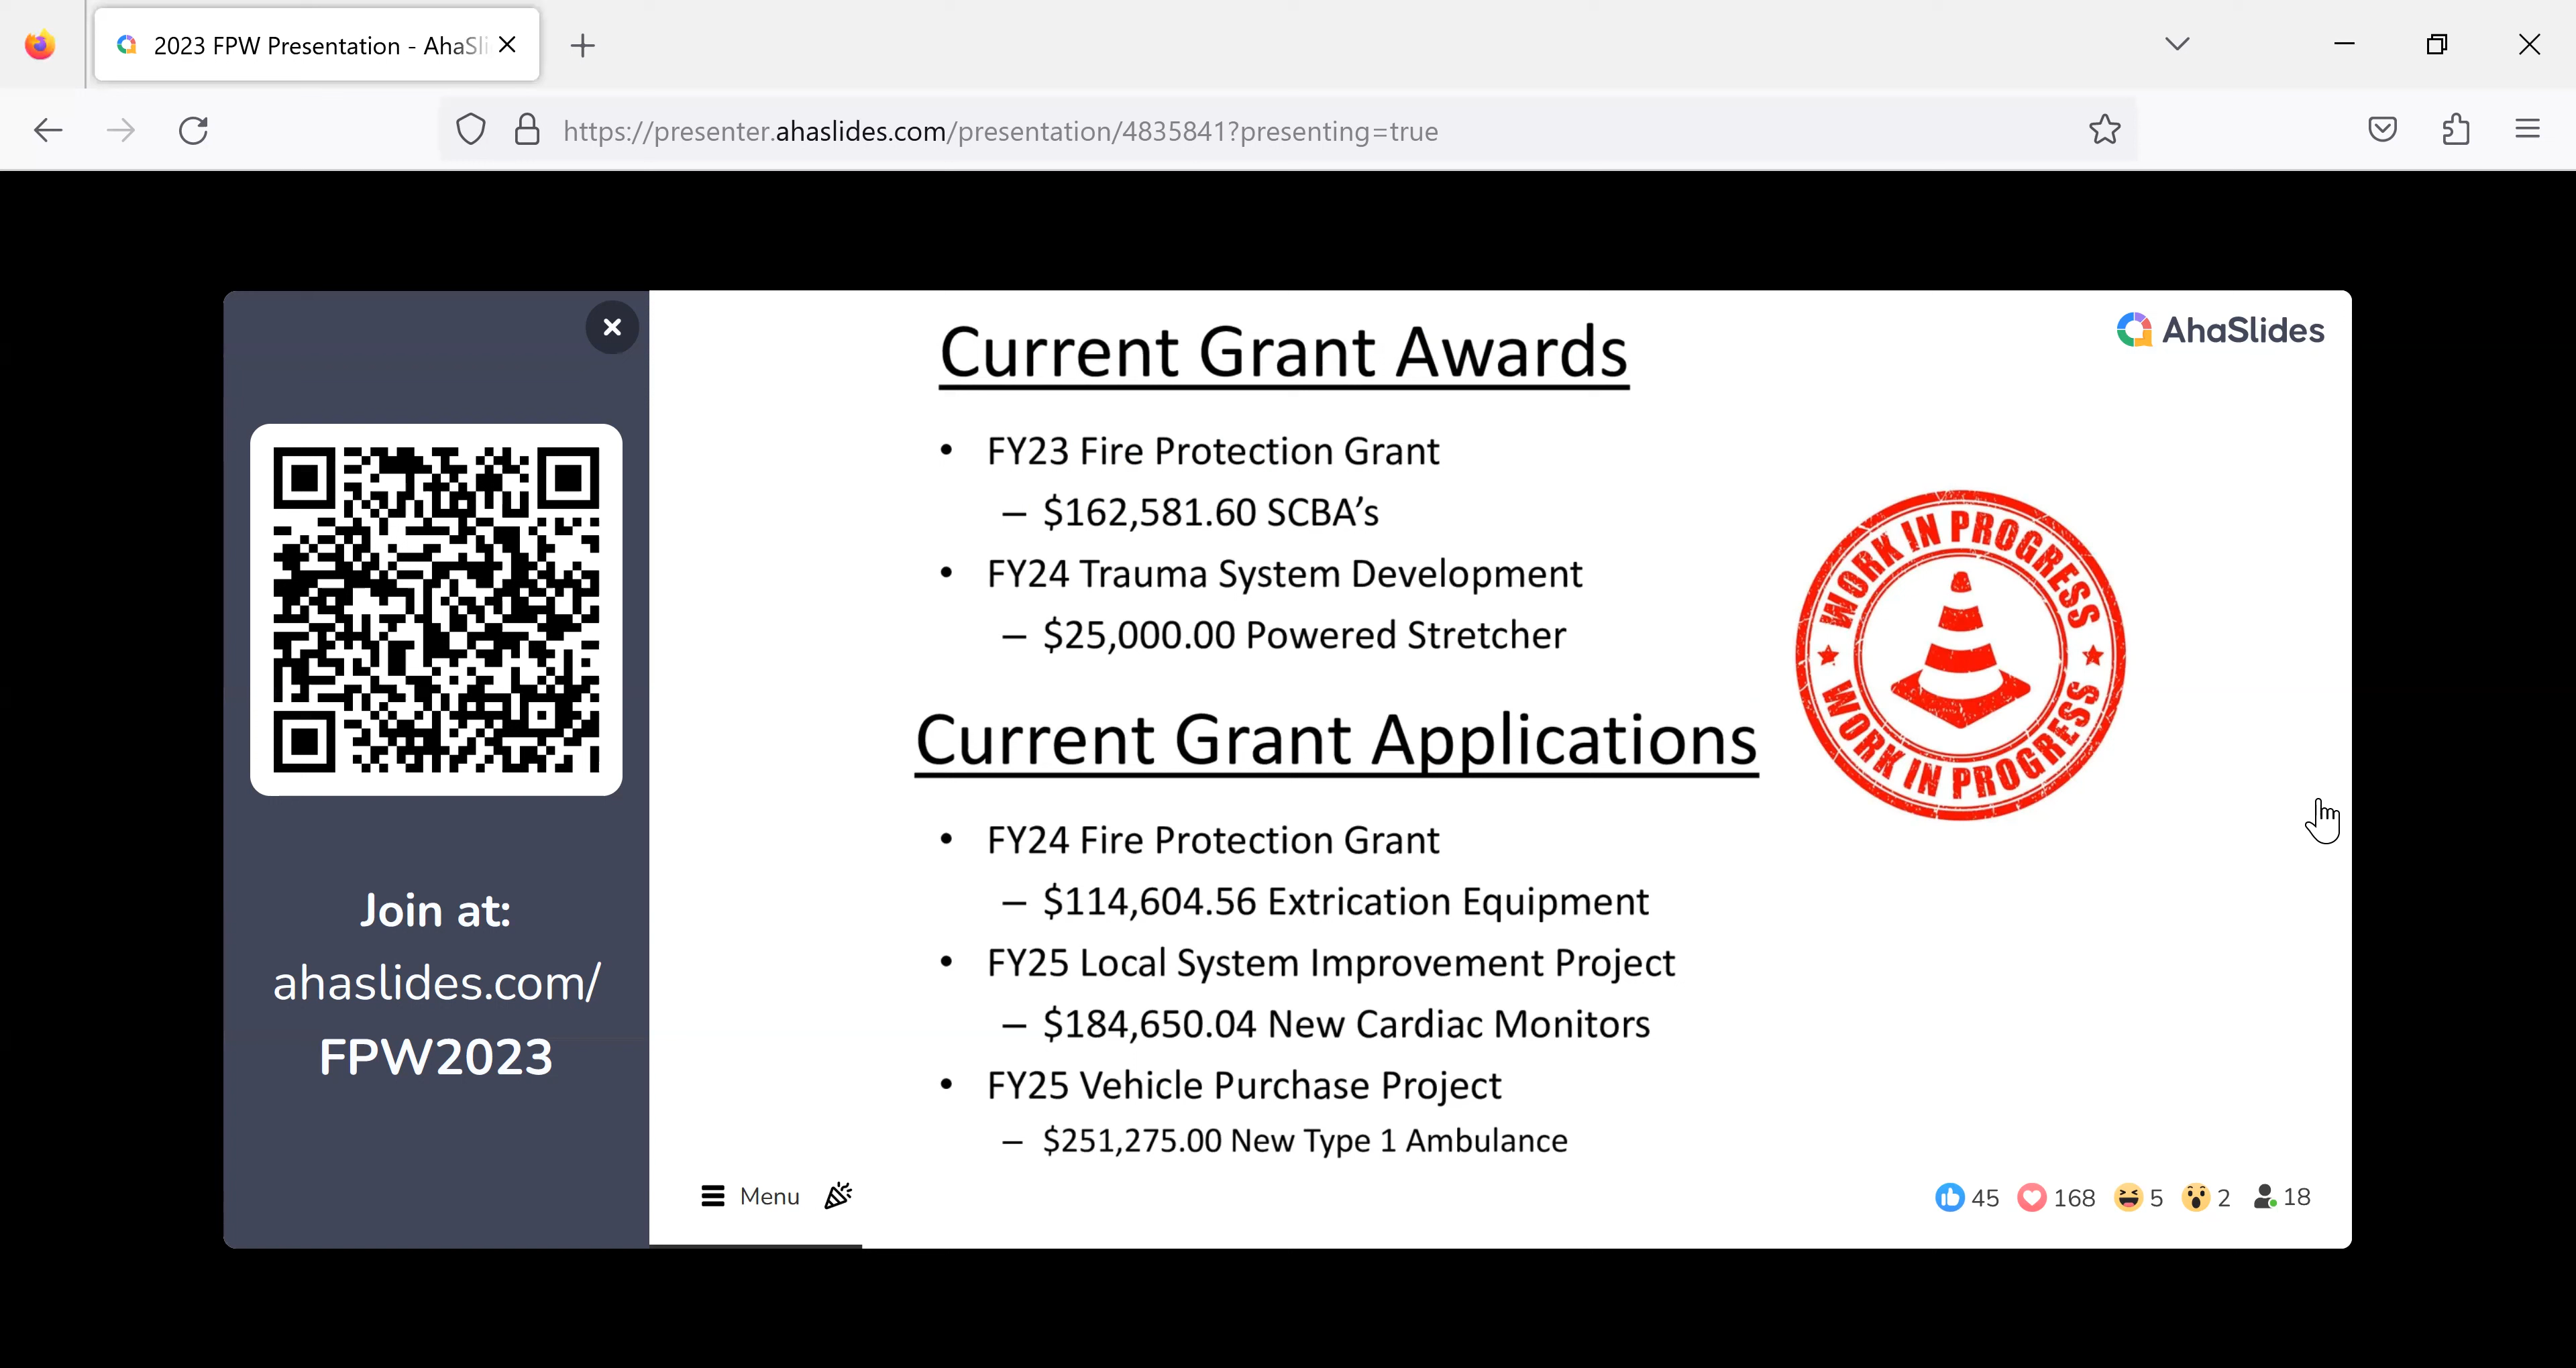 2023 FPW Presentation - AhaSli
https://presenter.ahaslides.com/presentation/4835841?presenting=true
AhaSlides
Current Grant Awards
• FY23 Fire Protection Grant
– $162,581.60 SCBA’s
• FY24 Trauma System Development
– $25,000.00 Powered Stretcher
WORK IN PROGRESS
WORK IN PROGRESS
Current Grant Applications
• FY24 Fire Protection Grant
– $114,604.56 Extrication Equipment
• FY25 Local System Improvement Project
– $184,650.04 New Cardiac Monitors
• FY25 Vehicle Purchase Project
– $251,275.00 New Type 1 Ambulance
Join at:
ahaslides.com/
FPW2023
Menu
45 168 5 2 18